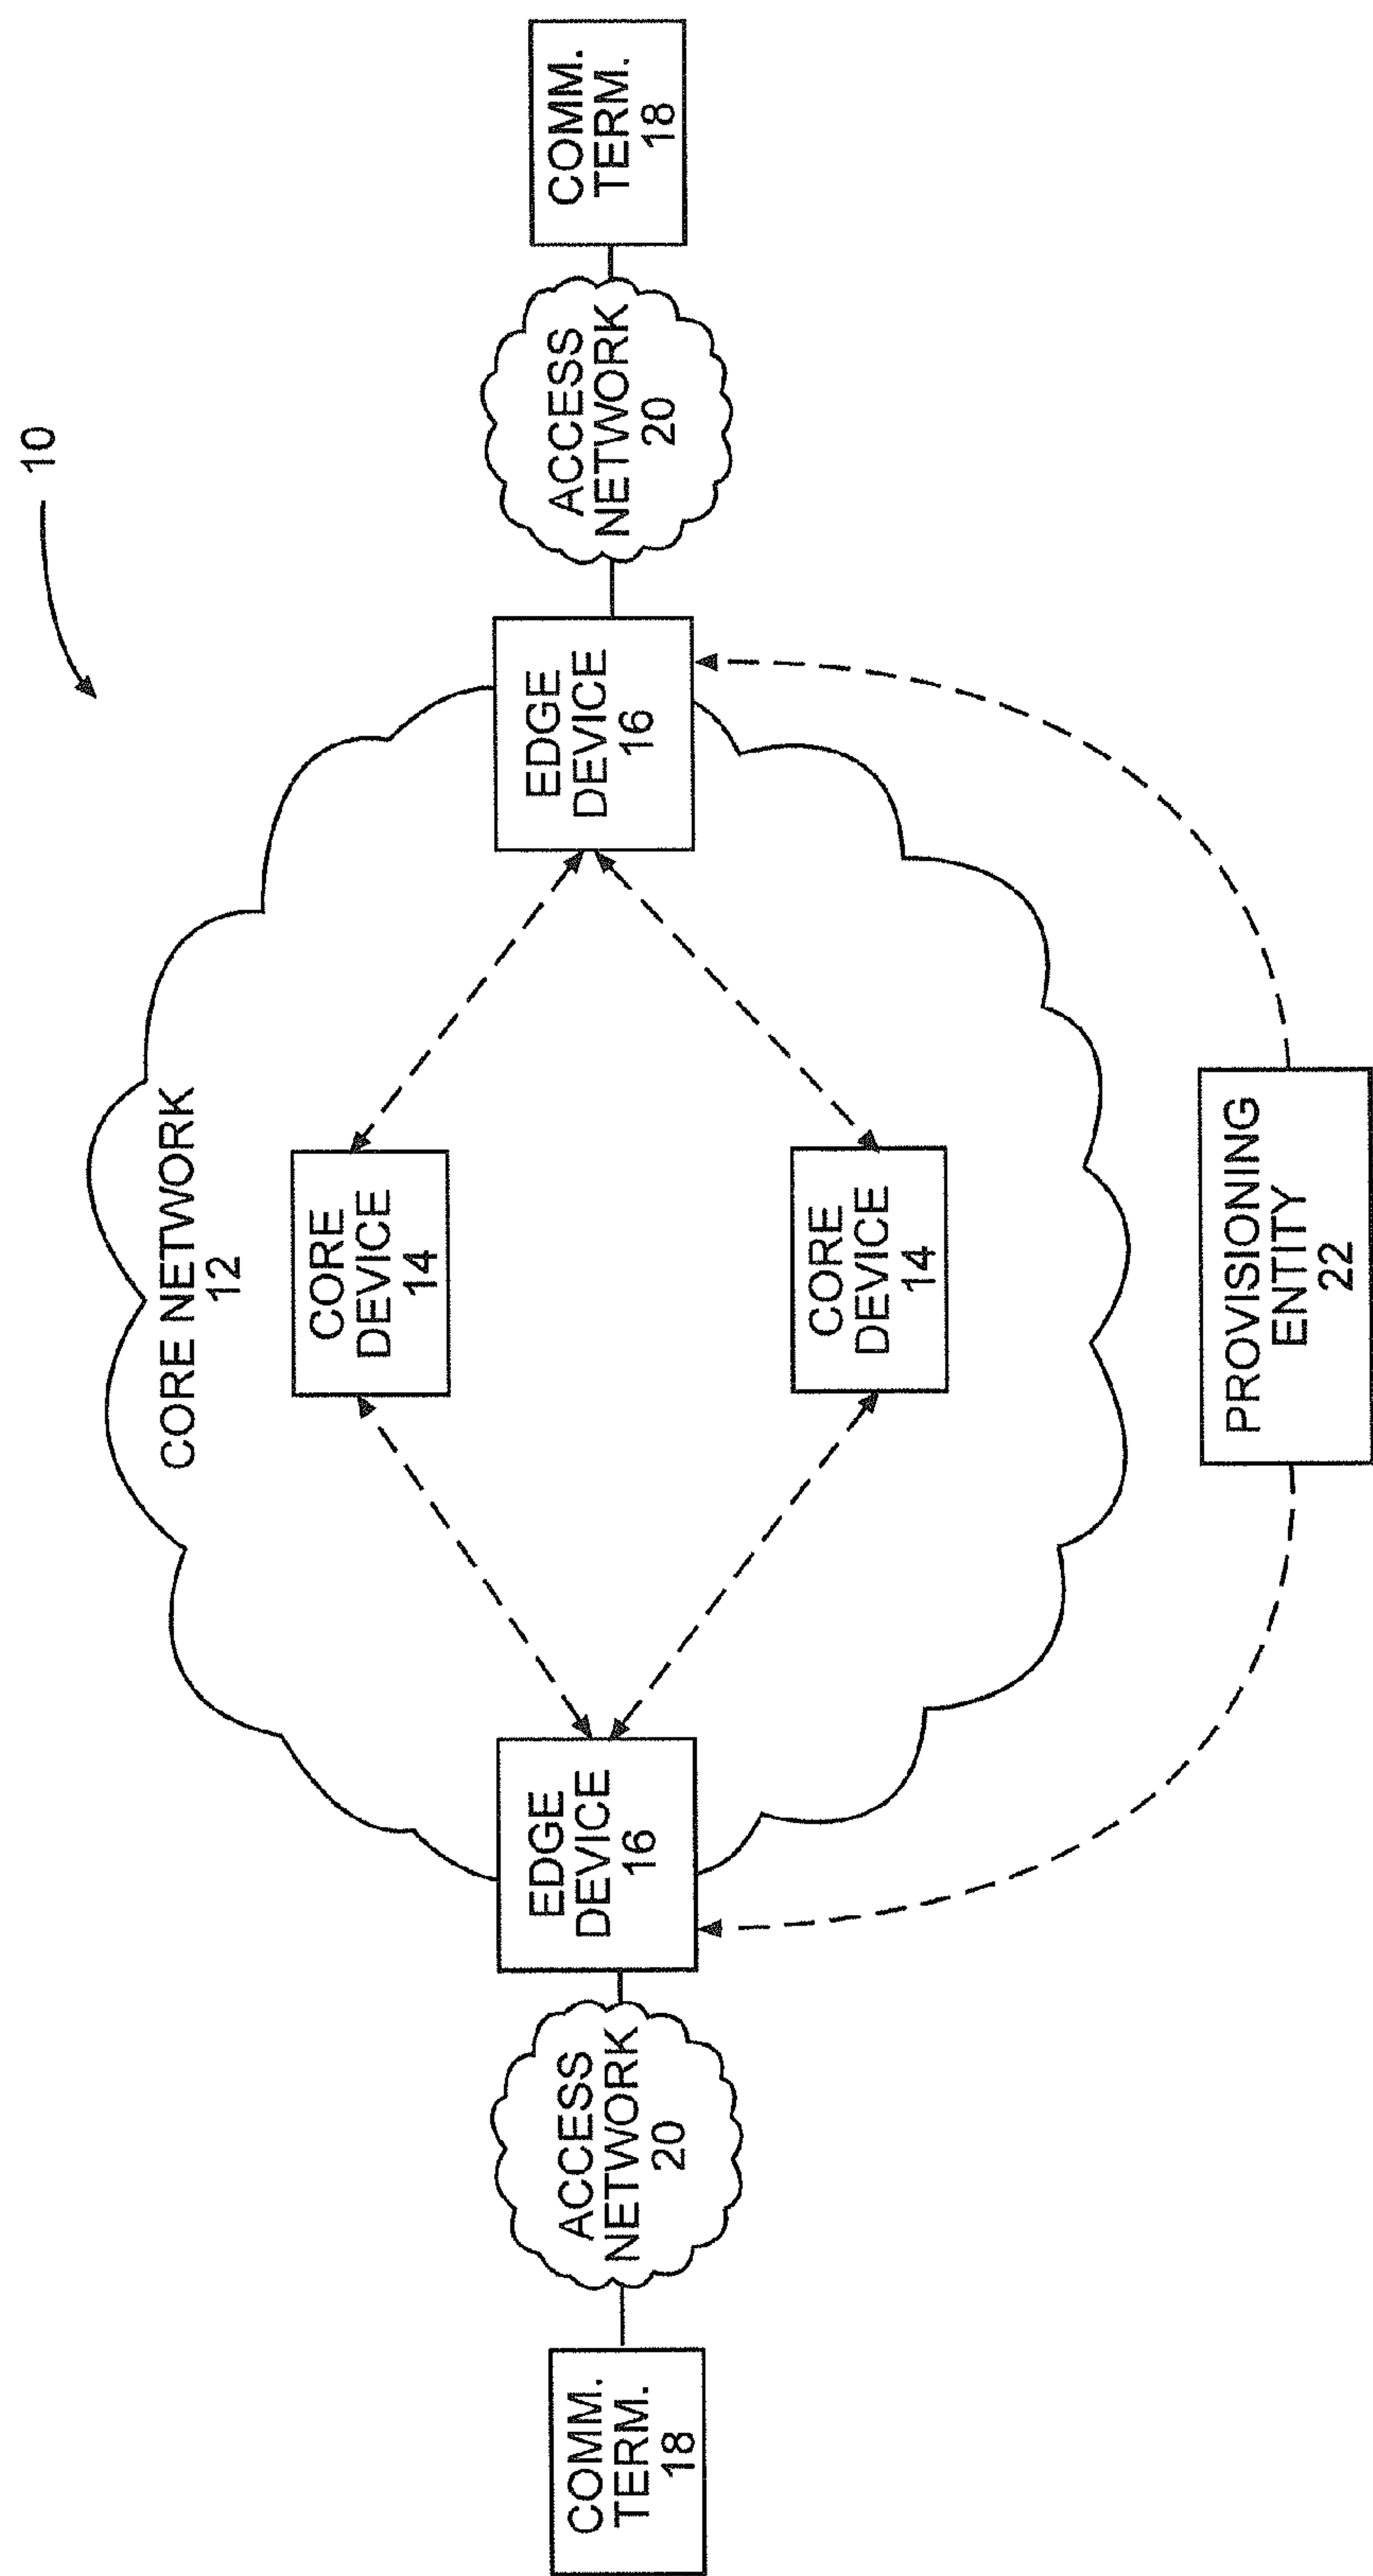 10
CORE NETWORK
12
CORE
DEVICE
14
COMM.
TERM.
18
ACCESS
NETWORK
20
EDGE
DEVICE
16
EDGE
DEVICE
16
ACCESS
NETWORK
20
COMM.
TERM.
18
CORE
DEVICE
14
PROVISIONING
ENTITY
22